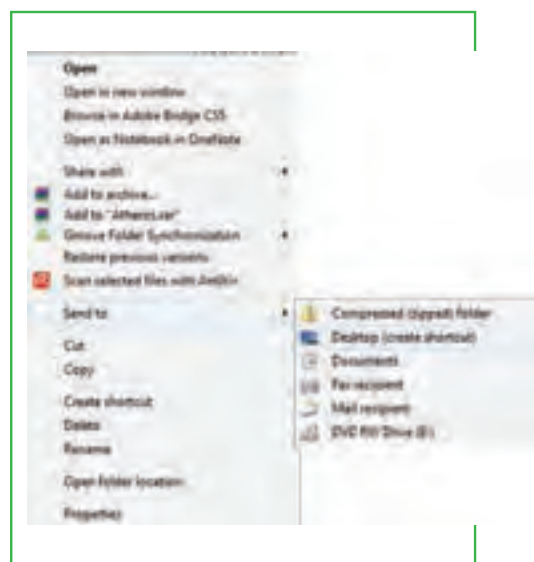 Open
Open in new window
Browse in Adobe Bridge CS5
Open as Notebook in OneNote
Share with
Add to archive...
Add to "Atheros.rar"
Groove Folder Synchronization
Restore previous versions
Scan selected files with AntiVir
Send to
Compressed (zipped) folder
Desktop (create shortcut)
Documents
Fax recipient
Mail recipient
DVD RW Drive (E:)
Cut
Copy
Create shortcut
Delete
Rename
Open folder location
Properties